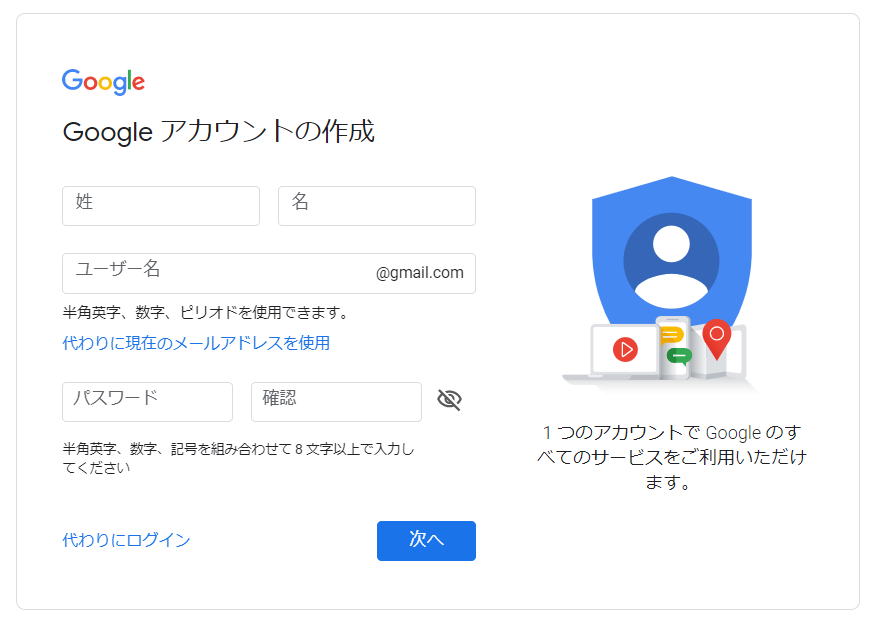 Google
Google アカウントの作成
姓
名
ユーザー名
@gmail.com
半角英字、数字、ピリオドを使用できます。
代わりに現在のメールアドレスを使用
パスワード
確認
半角英字、数字、記号を組み合わせて 8 文字以上で入力し
てください
代わりにログイン
次へ
1 つのアカウントで Google のす
べてのサービスをご利用いただけ
ます。